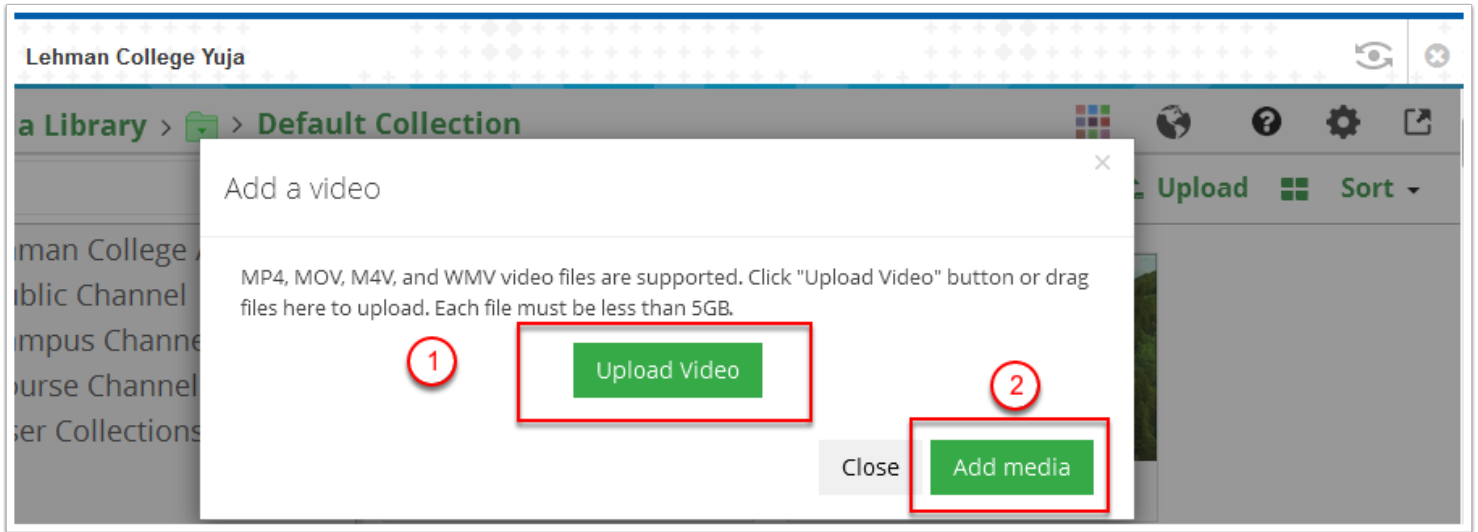 Lehman College Yuja
a Library > > Default Collection
Add a video
×
Upload
Sort
man College
Public Channel
MP4, MOV, M4V, and WMV video files are supported. Click "Upload Video" button or drag
files here to upload. Each file must be less than 5GB.
mpus Channe
1
Upload Video
2
urse Channel
ser Collections
Close
Add media